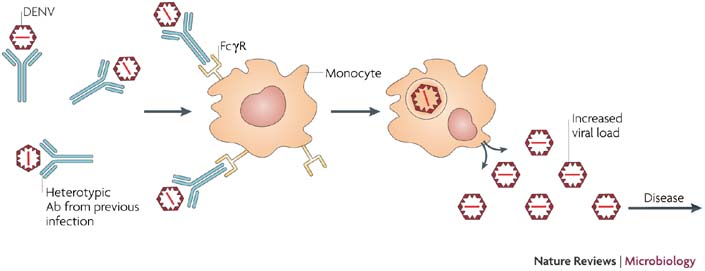 DENV
FcγR
Monocyte
Increased
viral load
Heterotypic
Ab from previous
infection
Disease
Nature Reviews | Microbiology